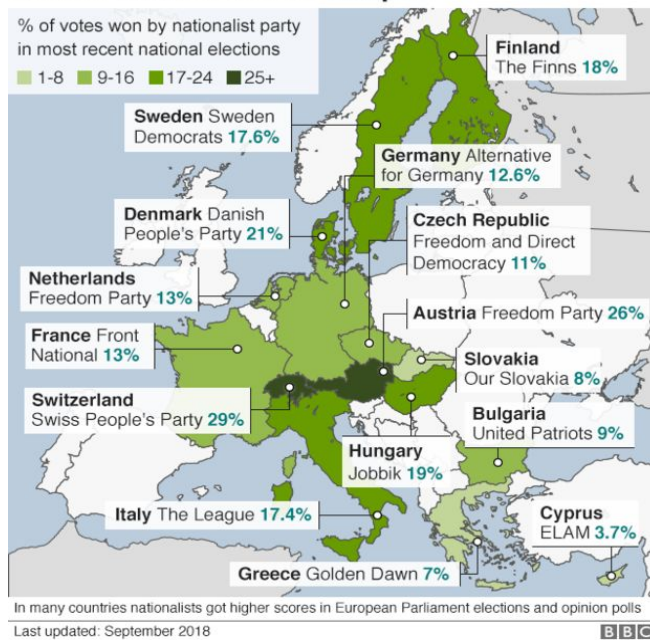 % of votes won by nationalist party
in most recent national elections
1-8 9-16 17-24 25+
Finland
The Finns 18%
Sweden Sweden
Democrats 17.6%
Germany Alternative
for Germany 12.6%
Denmark Danish
People's Party 21%
Czech Republic
Freedom and Direct
Democracy 11%
Netherlands
Freedom Party 13%
Austria Freedom Party 26%
France Front
National 13%
Slovakia
Our Slovakia 8%
Switzerland
Swiss People's Party 29%
Bulgaria
United Patriots 9%
Hungary
Jobbik 19%
Italy The League 17.4%
Cyprus
ELAM 3.7%
Greece Golden Dawn 7%
In many countries nationalists got higher scores in European Parliament elections and opinion polls
Last updated: September 2018
BBC